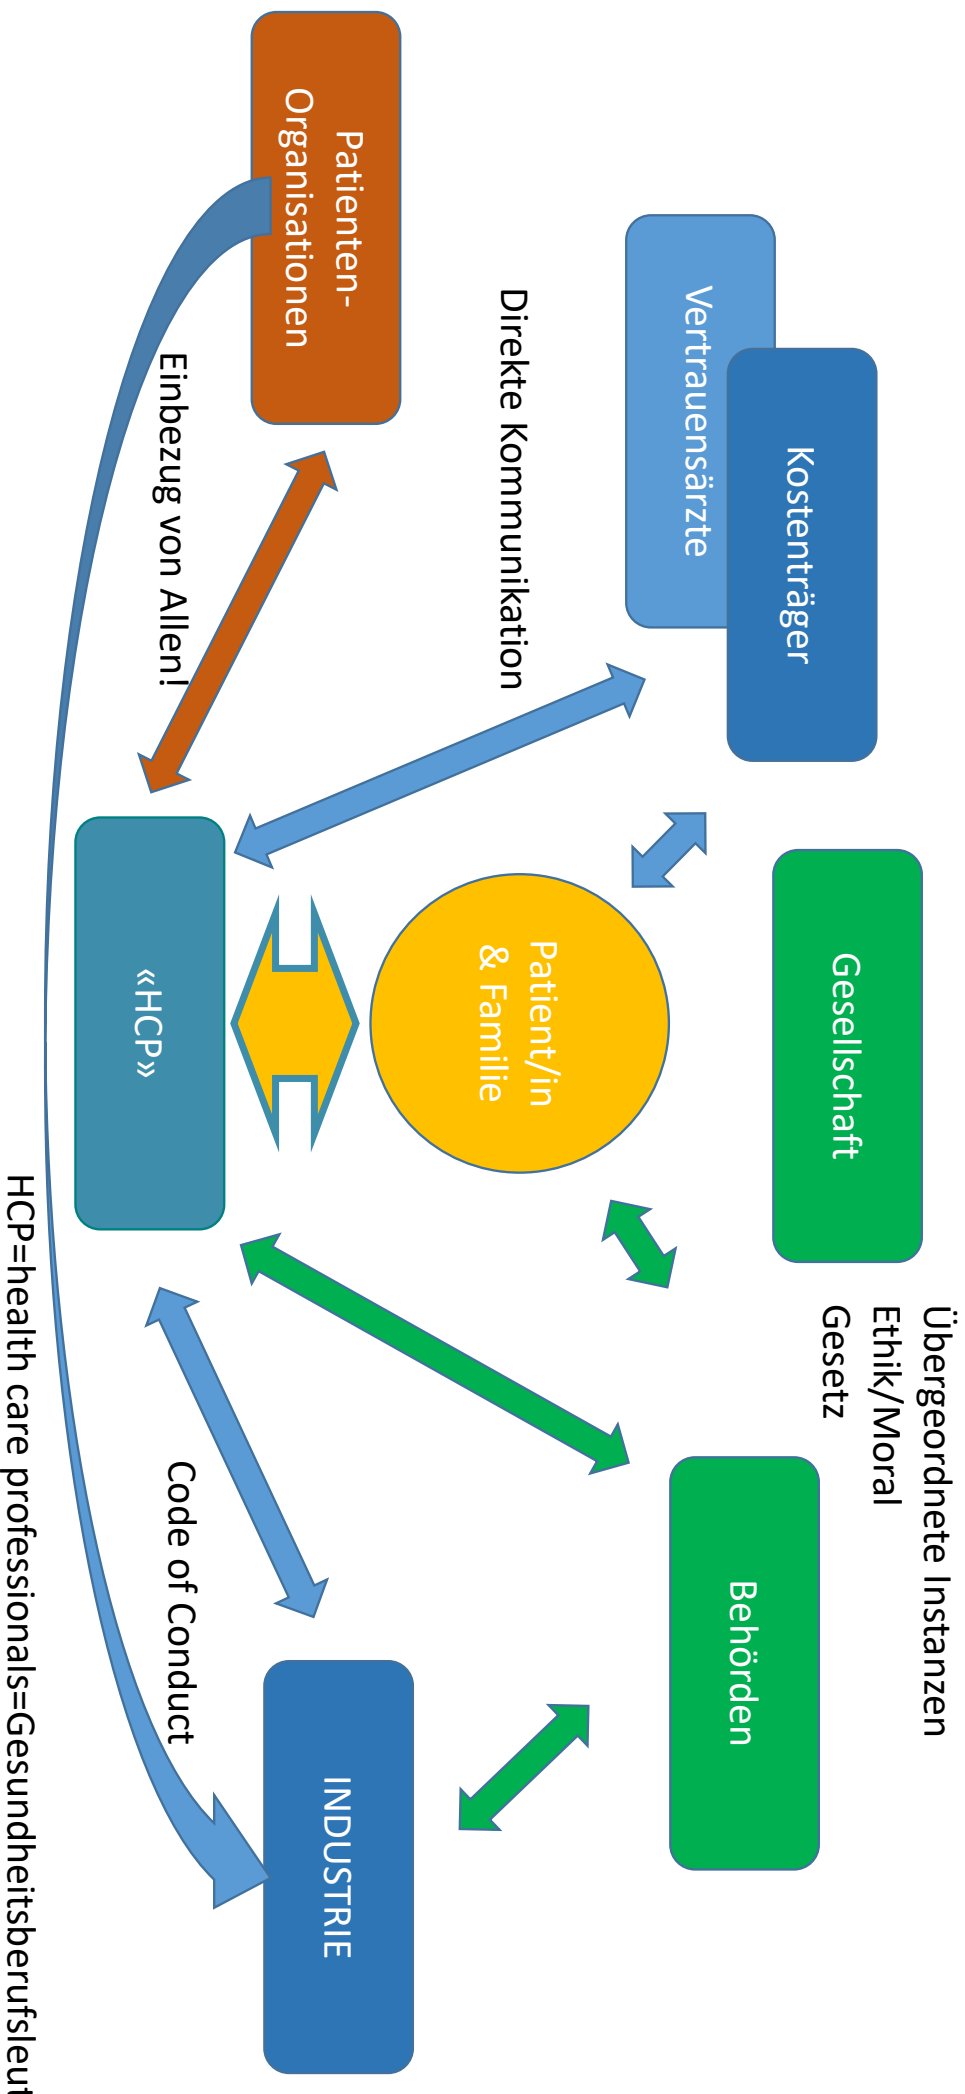 Übergeordnete Instanzen
Ethik/Moral
Gesetz
Gesellschaft
Kostenträger
Vertrauensärzte
Behörden
Direkte Kommunikation
Patient/in
& Familie
Patienten-
Organisationen
INDUSTRIE
Einbezug von Allen!
Code of Conduct
«HCP»
HCP=health care professionals=Gesundheitsberufsleut